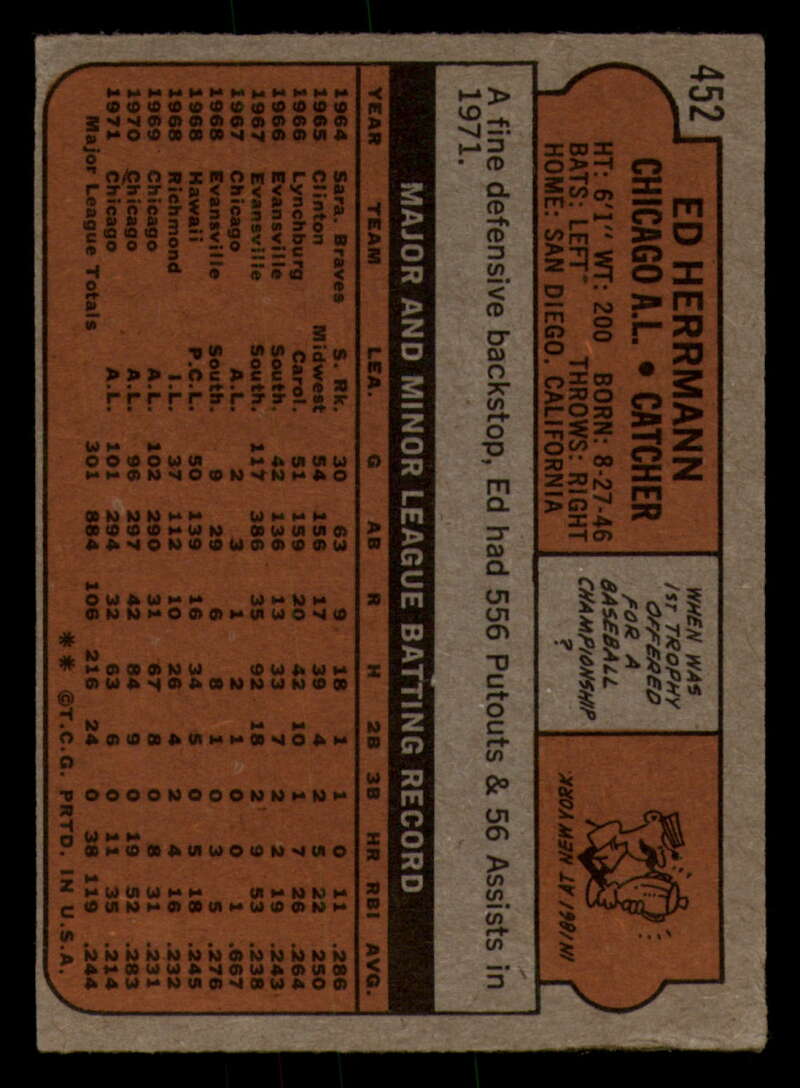 452
ED HERRMANN
CHICAGO A.L. • CATCHER
HT: 6'1" WT: 200 BORN: 8-27-46
BATS: LEFT THROWS: RIGHT
HOME: SAN DIEGO, CALIFORNIA
WHEN WAS
1ST TROPHY
OFFERED
FOR A
BASEBALL
CHAMPIONSHIP
?
IN 1861 AT NEW YORK
A fine defensive backstop, Ed had 556 Putouts & 56 Assists in
1971.
MAJOR AND MINOR LEAGUE BATTING RECORD
YEAR TEAM LEA. G AB R H 2B 3B HR RBI AVG.
1964 Sara. Braves S. Rk. 30 63 9 18 1 1 0 11 .286
1965 Clinton Midwest 54 156 17 39 4 2 5 22 .250
1966 Lynchburg Carol. 51 159 20 42 10 1 7 26 .264
1966 Evansville South. 42 136 13 33 7 2 2 19 .243
1967 Evansville South. 117 386 35 92 18 2 9 53 .238
1967 Chicago A.L. 2 3 1 2 1 0 0 1 .667
1968 Evansville South. 9 29 6 8 1 0 3 5 .276
1968 Hawaii P.C.L. 50 139 16 34 5 0 5 18 .245
1968 Richmond I.L. 37 112 10 26 4 2 4 16 .232
1969 Chicago A.L. 102 290 31 67 8 0 8 31 .231
1970 Chicago A.L. 96 297 42 84 9 0 19 52 .283
1971 Chicago A.L. 101 294 32 63 6 0 11 35 .214
Major League Totals 301 884 106 216 24 0 38 119 .244
** ©T.C.G. PRTD. IN U.S.A.